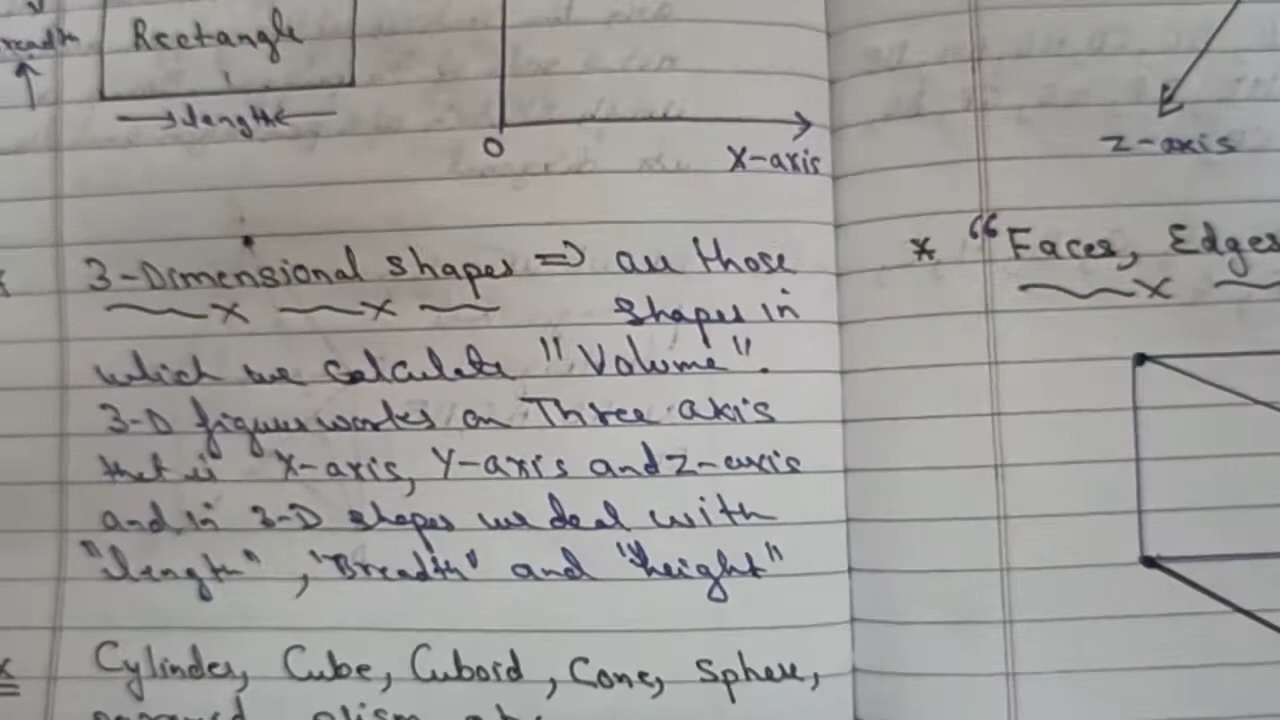 Rectangle
length
O
X-axis
3-Dimensional shapes ⇒ all those
shapes in
which we calculate "Volume".
3-D figure works on Three axis
that is X-axis, Y-axis and Z-axis
and in 3-D shapes we deal with
"length", "Breadth" and "height"
Cylinder, Cube, Cuboid, Cone, Sphere,
z-axis
* "Faces, Edges